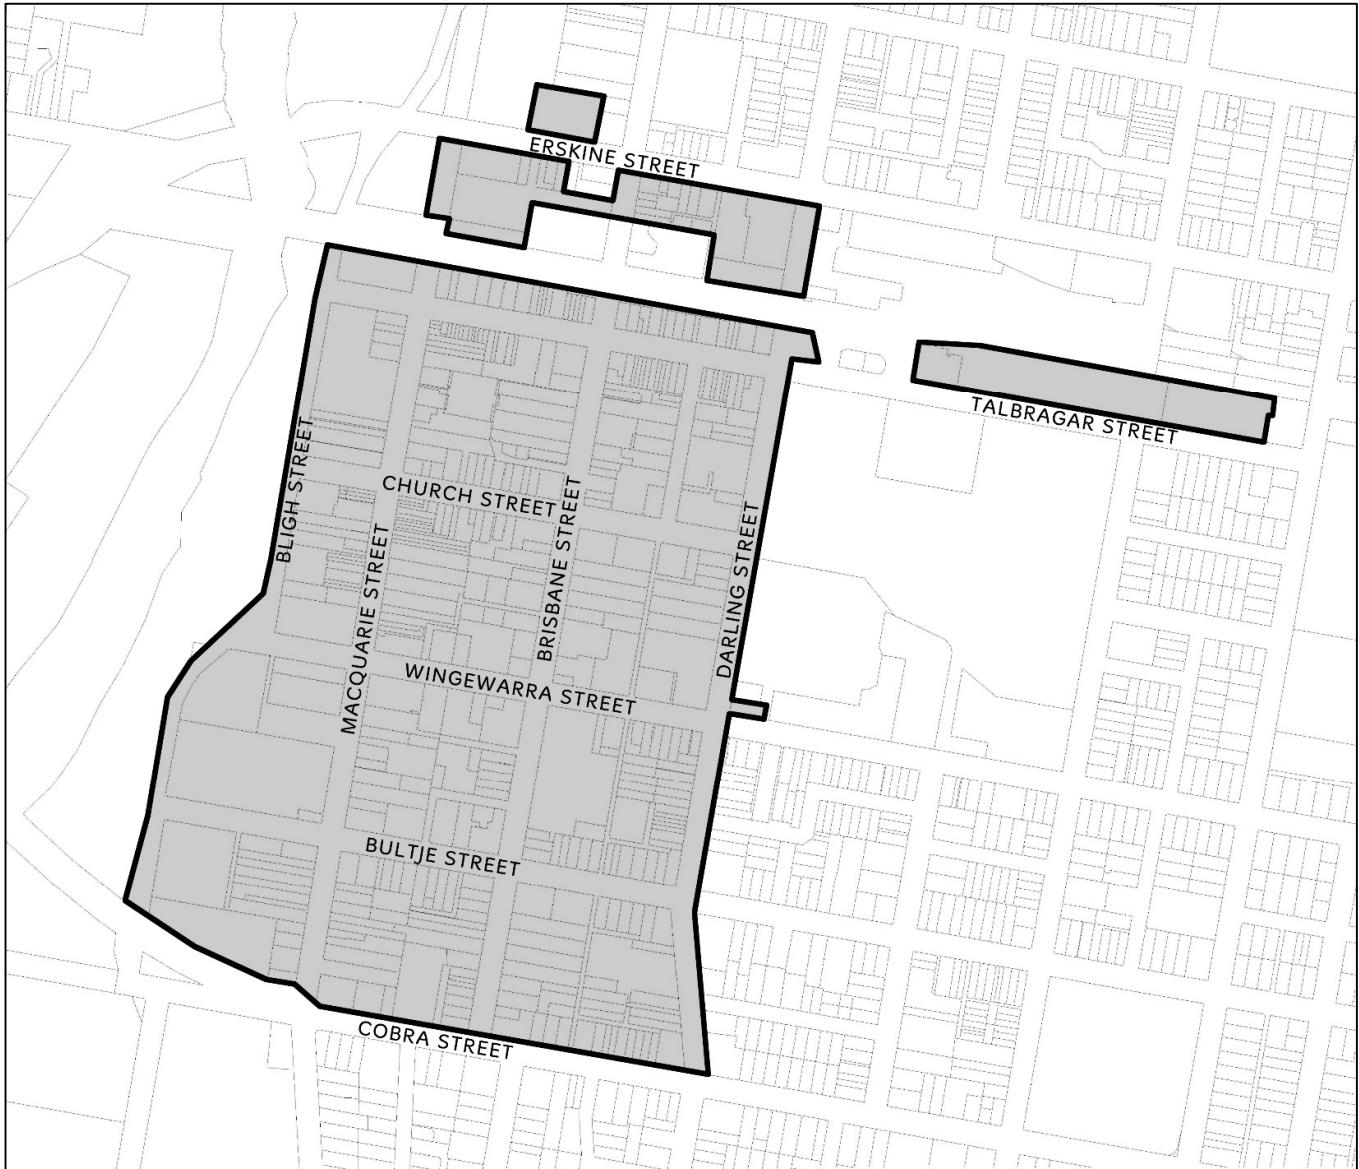 ERSKINE STREET
TALBRAGAR STREET
BLIGH STREET
CHURCH STREET
MACQUARIE STREET
BRISBANE STREET
DARLING STREET
WINGEWARRA STREET
BULTJE STREET
COBRA STREET